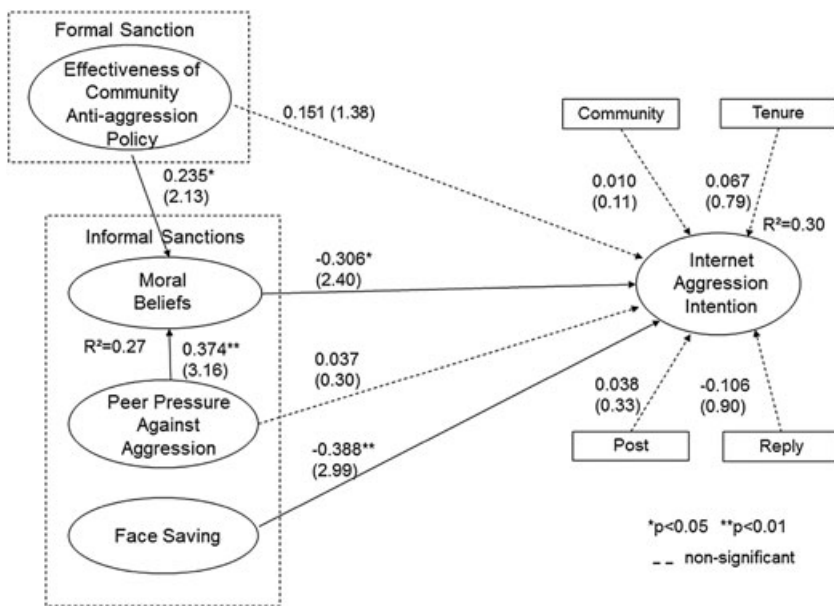 Formal Sanction
Effectiveness of
Community
Anti-aggression
Policy
0.151 (1.38)
0.235*
(2.13)
Informal Sanctions
Moral
Beliefs
-0.306*
(2.40)
R²=0.27
0.374**
(3.16)
0.037
(0.30)
Peer Pressure
Against
Aggression
-0.388**
(2.99)
Face Saving
Community
Tenure
0.010
(0.11)
0.067
(0.79)
R²=0.30
Internet
Aggression
Intention
0.038
(0.33)
-0.106
(0.90)
Post
Reply
*p<0.05 **p<0.01
-- non-significant